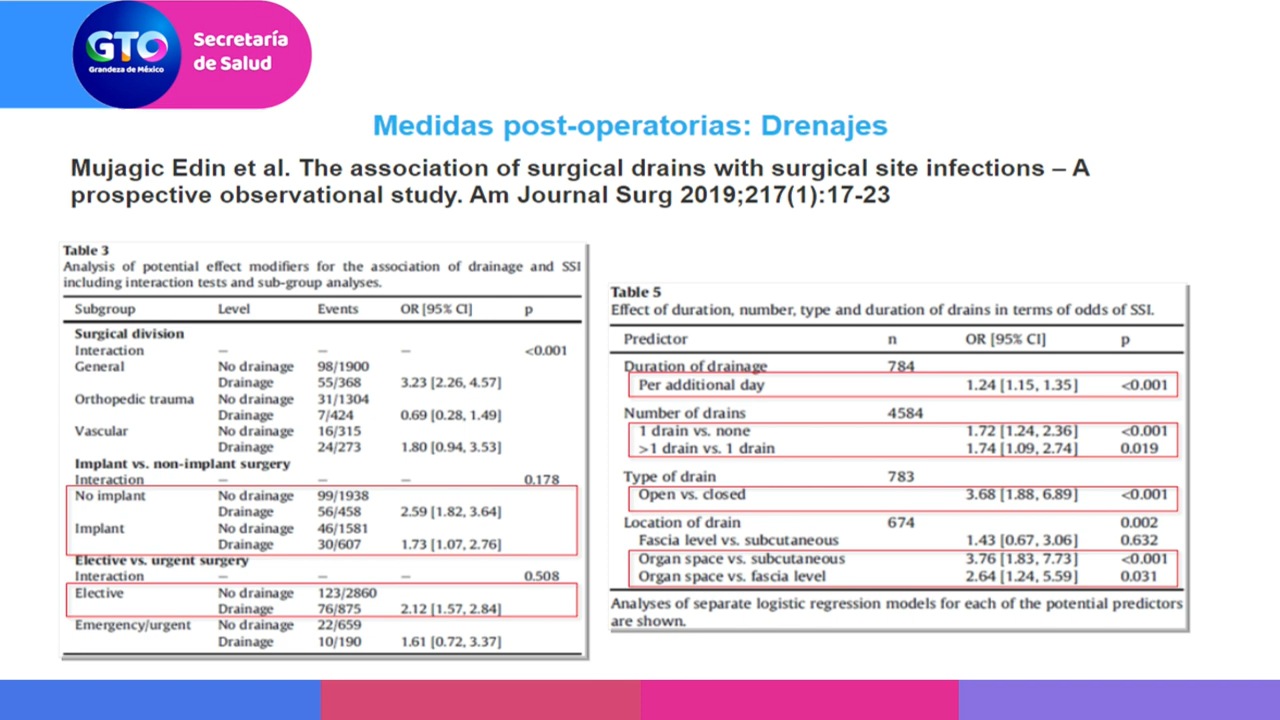 GTO
Grandeza de México
Secretaría
de Salud
Medidas post-operatorias: Drenajes
Mujagic Edin et al. The association of surgical drains with surgical site infections – A
prospective observational study. Am Journal Surg 2019;217(1):17-23
Table 3
Analysis of potential effect modifiers for the association of drainage and SSI
including interaction tests and sub-group analyses.
Subgroup Level Events OR [95% CI] p
Surgical division
Interaction – – – <0.001
General No drainage 98/1900
Drainage 55/368 3.23 [2.26, 4.57]
Orthopedic trauma No drainage 31/1304
Drainage 7/424 0.69 [0.28, 1.49]
Vascular No drainage 16/315
Drainage 24/273 1.80 [0.94, 3.53]
Implant vs. non-implant surgery
Interaction – – – 0.178
No implant No drainage 99/1938
Drainage 56/458 2.59 [1.82, 3.64]
Implant No drainage 46/1581
Drainage 30/607 1.73 [1.07, 2.76]
Elective vs. urgent surgery
Interaction – – – 0.508
Elective No drainage 123/2860
Drainage 76/875 2.12 [1.57, 2.84]
Emergency/urgent No drainage 22/659
Drainage 10/190 1.61 [0.72, 3.37]
Table 5
Effect of duration, number, type and duration of drains in terms of odds of SSI.
Predictor n OR [95% CI] p
Duration of drainage 784
Per additional day 1.24 [1.15, 1.35] <0.001
Number of drains 4584
1 drain vs. none 1.72 [1.24, 2.36] <0.001
>1 drain vs. 1 drain 1.74 [1.09, 2.74] 0.019
Type of drain 783
Open vs. closed 3.68 [1.88, 6.89] <0.001
Location of drain 674 0.002
Fascia level vs. subcutaneous 1.43 [0.67, 3.06] 0.632
Organ space vs. subcutaneous 3.76 [1.83, 7.73] <0.001
Organ space vs. fascia level 2.64 [1.24, 5.59] 0.031
Analyses of separate logistic regression models for each of the potential predictors
are shown.